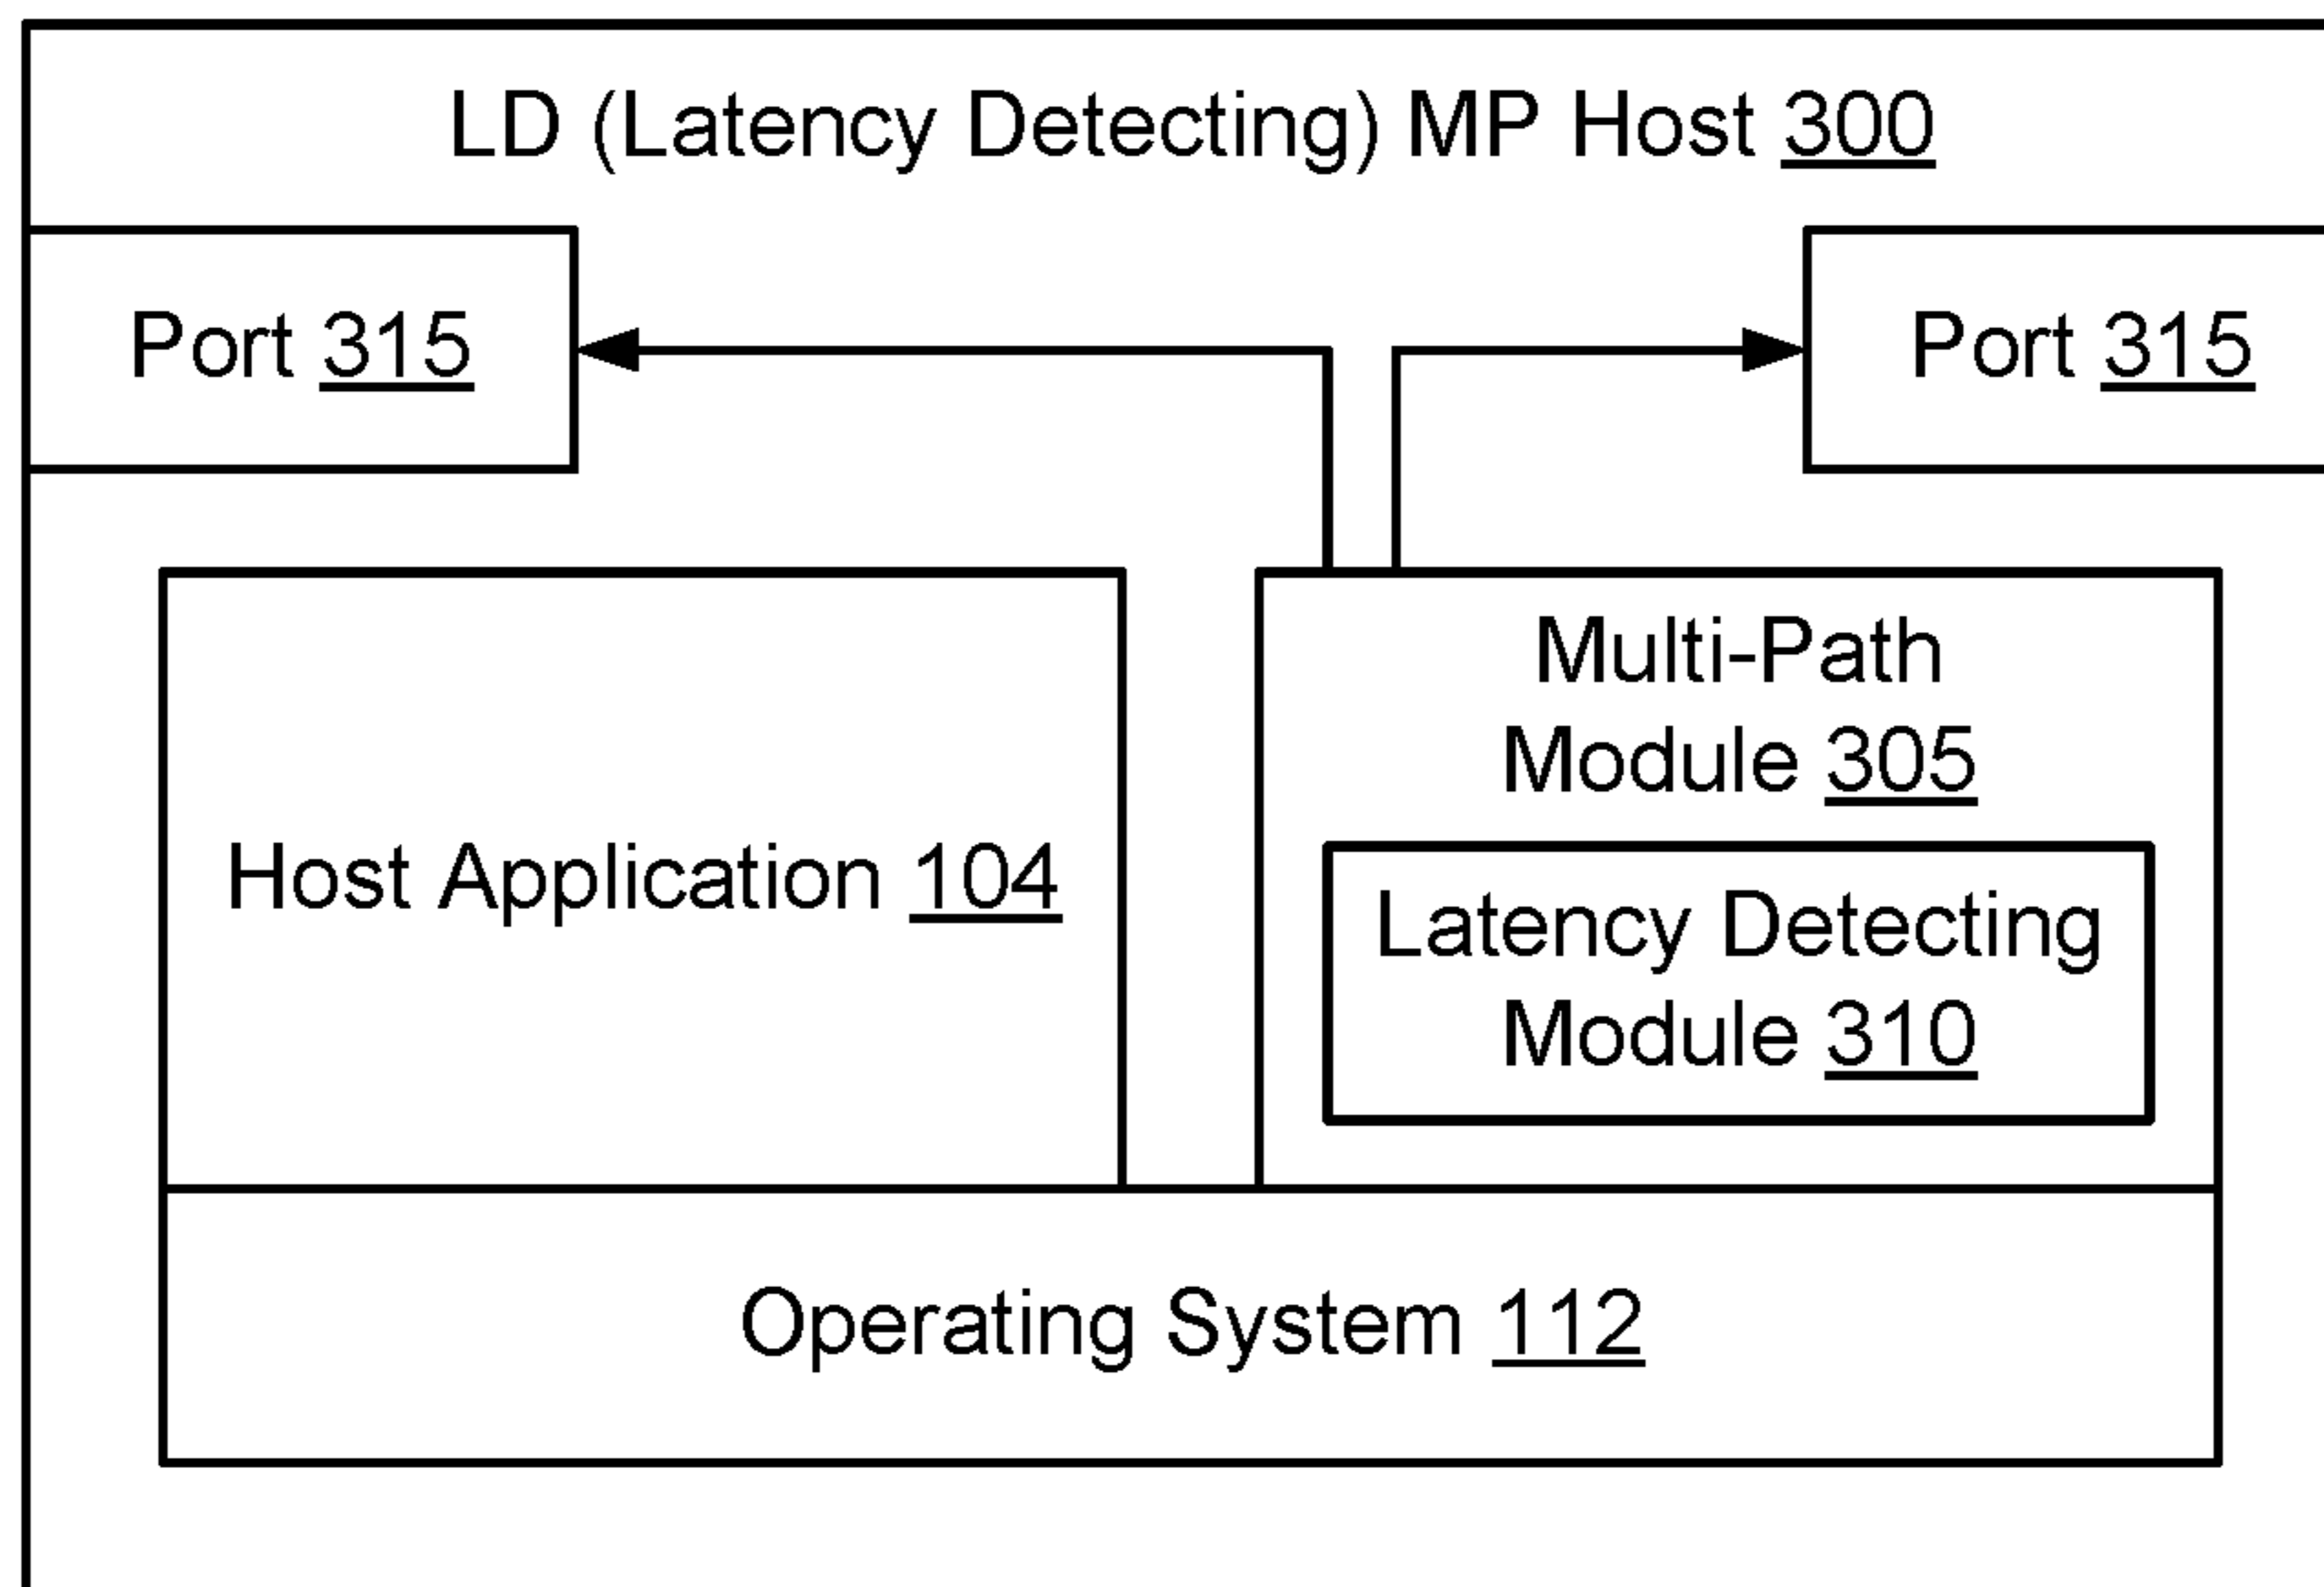 LD (Latency Detecting) MP Host 300
Port 315
Port 315
Host Application 104
Multi-Path
Module 305
Latency Detecting
Module 310
Operating System 112